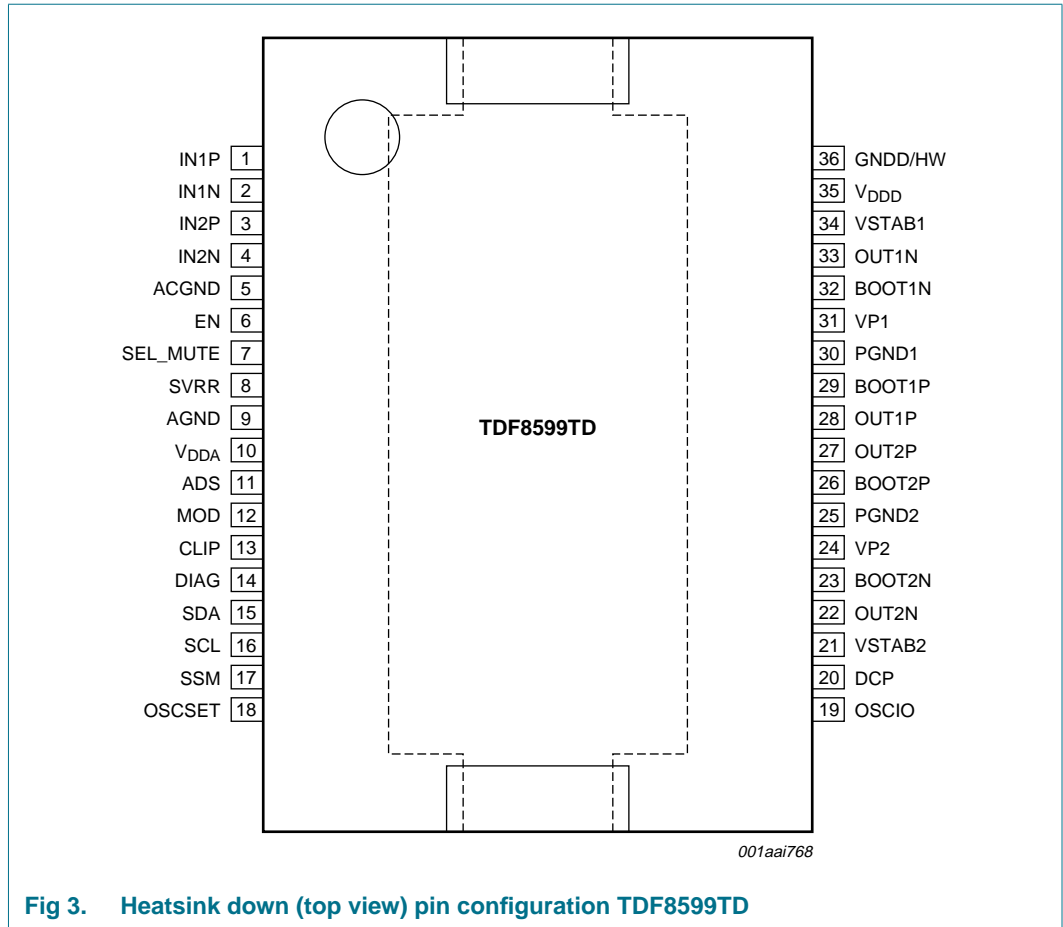 IN1P 1
IN1N 2
IN2P 3
IN2N 4
ACGND 5
EN 6
SEL_MUTE 7
SVRR 8
AGND 9
VDDA 10
ADS 11
MOD 12
CLIP 13
DIAG 14
SDA 15
SCL 16
SSM 17
OSCSET 18
TDF8599TD
36 GNDD/HW
35 VDDD
34 VSTAB1
33 OUT1N
32 BOOT1N
31 VP1
30 PGND1
29 BOOT1P
28 OUT1P
27 OUT2P
26 BOOT2P
25 PGND2
24 VP2
23 BOOT2N
22 OUT2N
21 VSTAB2
20 DCP
19 OSCIO
001aai768
Fig 3. Heatsink down (top view) pin configuration TDF8599TD